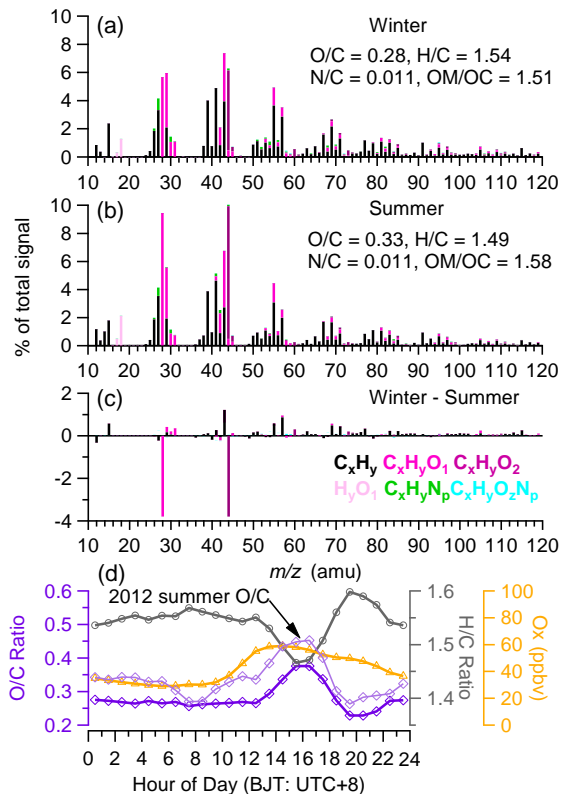 (a)
Winter
O/C = 0.28, H/C = 1.54
N/C = 0.011, OM/OC = 1.51
10
8
6
4
2
0
10 20 30 40 50 60 70 80 90 100 110 120
(b)
Summer
O/C = 0.33, H/C = 1.49
N/C = 0.011, OM/OC = 1.58
% of total signal
10
8
6
4
2
0
10 20 30 40 50 60 70 80 90 100 110 120
(c)
Winter - Summer
2
0
-2
-4
CxHy CxHyO1 CxHyO2
HyO1 CxHyNp CxHyOzNp
10 20 30 40 50 60 70 80 90 100 110 120
m/z (amu)
(d)
2012 summer O/C
O/C Ratio
0.6
0.5
0.4
0.3
0.2
1.6
1.5
1.4
H/C Ratio
100
80
60
40
20
0
Ox (ppbv)
0 2 4 6 8 10 12 14 16 18 20 22 24
Hour of Day (BJT: UTC+8)